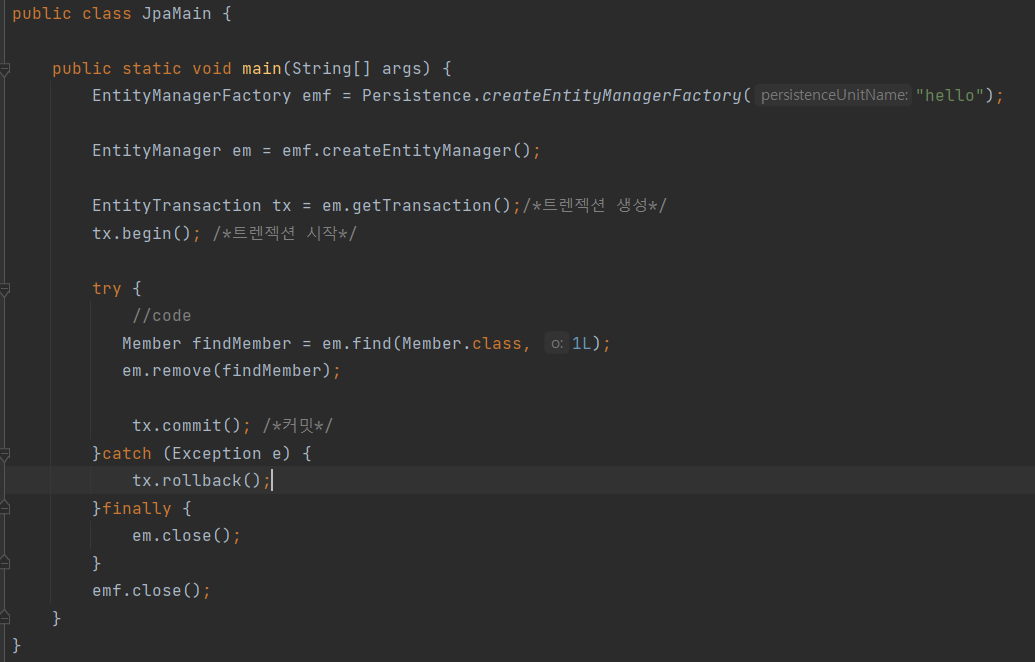 public class JpaMain {
public static void main(String[] args) {
EntityManagerFactory emf = Persistence.createEntityManagerFactory( persistenceUnitName: "hello");
EntityManager em = emf.createEntityManager();
EntityTransaction tx = em.getTransaction();/*트렌젝션 생성*/
tx.begin(); /*트렌젝션 시작*/
try {
//code
Member findMember = em.find(Member.class, o: 1L);
em.remove(findMember);
tx.commit(); /*커밋*/
}catch (Exception e) {
tx.rollback();
}finally {
em.close();
}
emf.close();
}
}